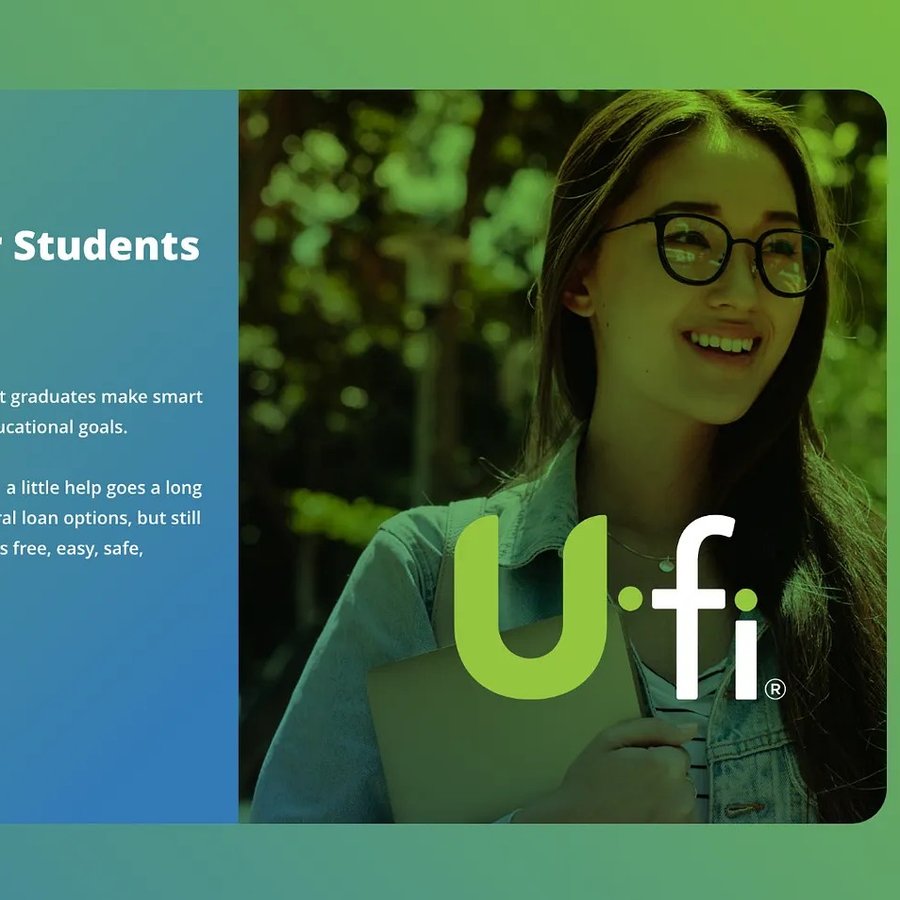 r Students
t graduates make smart
ucational goals.
a little help goes a long
ral loan options, but still
s free, easy, safe,
U·fi®